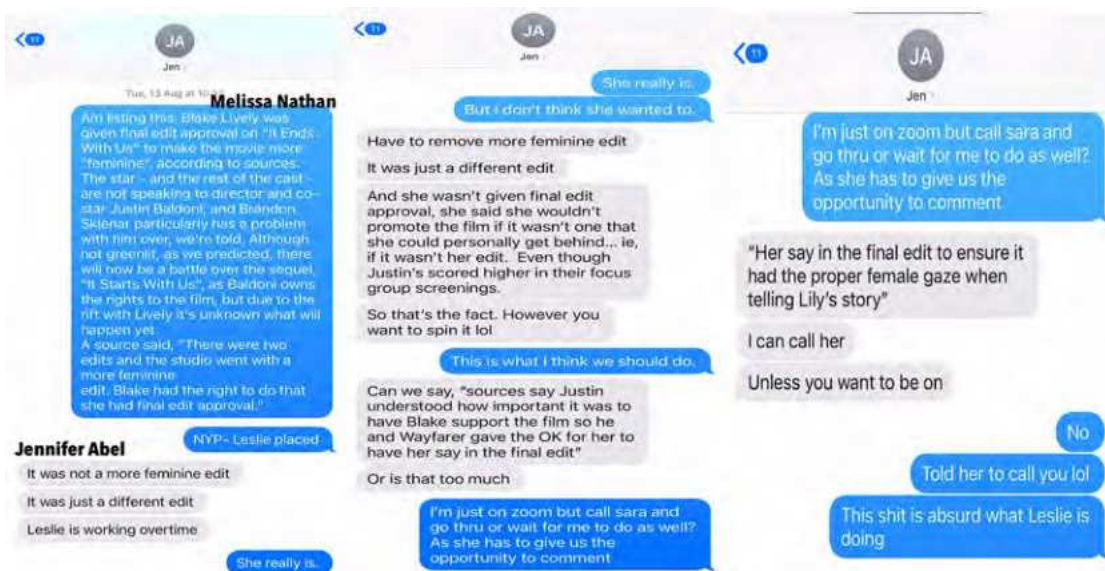 11
JA
Jen
Tue, 13 Aug at 10
Melissa Nathan
Am listing this: Blake Lively was
given final edit approval on "It Ends
With Us" to make the movie more
"feminine", according to sources.
The star - and the rest of the cast -
are not speaking to director and co-
star Justin Baldoni, and Brandon
Sklenar particularly has a problem
with him over, we're told. Although
not greenlit, as we predicted, there
will now be a battle over the sequel,
"It Starts With Us", as Baldoni owns
the rights to the film, but due to the
rift with Lively it's unknown what will
happen yet.
A source said, "There were two
edits and the studio went with a
more feminine
edit. Blake had the right to do that
she had final edit approval."
NYP- Leslie placed
Jennifer Abel
It was not a more feminine edit
It was just a different edit
Leslie is working overtime
She really is.
11
JA
Jen
She really is.
But I don't think she wanted to.
Have to remove more feminine edit
It was just a different edit
And she wasn't given final edit
approval, she said she wouldn't
promote the film if it wasn't one that
she could personally get behind... ie,
if it wasn't her edit. Even though
Justin's scored higher in their focus
group screenings.
So that's the fact. However you
want to spin it lol
This is what I think we should do.
Can we say, "sources say Justin
understood how important it was to
have Blake support the film so he
and Wayfarer gave the OK for her to
have her say in the final edit"
Or is that too much
I'm just on zoom but call sara and
go thru or wait for me to do as well?
As she has to give us the
opportunity to comment
11
JA
Jen
I'm just on zoom but call sara and
go thru or wait for me to do as well?
As she has to give us the
opportunity to comment
"Her say in the final edit to ensure it
had the proper female gaze when
telling Lily's story"
I can call her
Unless you want to be on
No
Told her to call you lol
This shit is absurd what Leslie is
doing